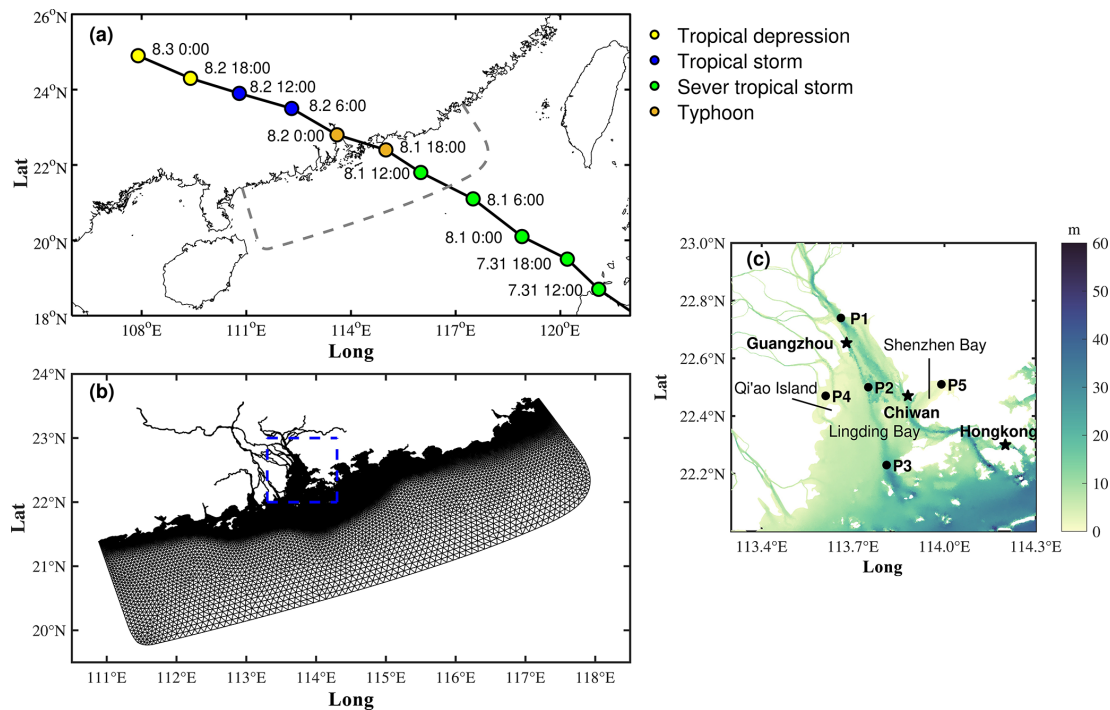 (a)
26°N
24°N
22°N
20°N
18°N
Lat
108°E
111°E
114°E
117°E
120°E
Long
8.3 0:00
8.2 18:00
8.2 12:00
8.2 6:00
8.2 0:00
8.1 18:00
8.1 12:00
8.1 6:00
8.1 0:00
7.31 18:00
7.31 12:00
Tropical depression
Tropical storm
Sever tropical storm
Typhoon
(b)
24°N
23°N
22°N
21°N
20°N
Lat
111°E
112°E
113°E
114°E
115°E
116°E
117°E
118°E
Long
(c)
23.0°N
22.8°N
22.6°N
22.4°N
22.2°N
Lat
113.4°E
113.7°E
114.0°E
114.3°E
Long
P1
Guangzhou
Shenzhen Bay
Qi'ao Island
P2
P5
P4
Chiwan
Lingding Bay
Hongkong
P3
m
60
50
40
30
20
10
0